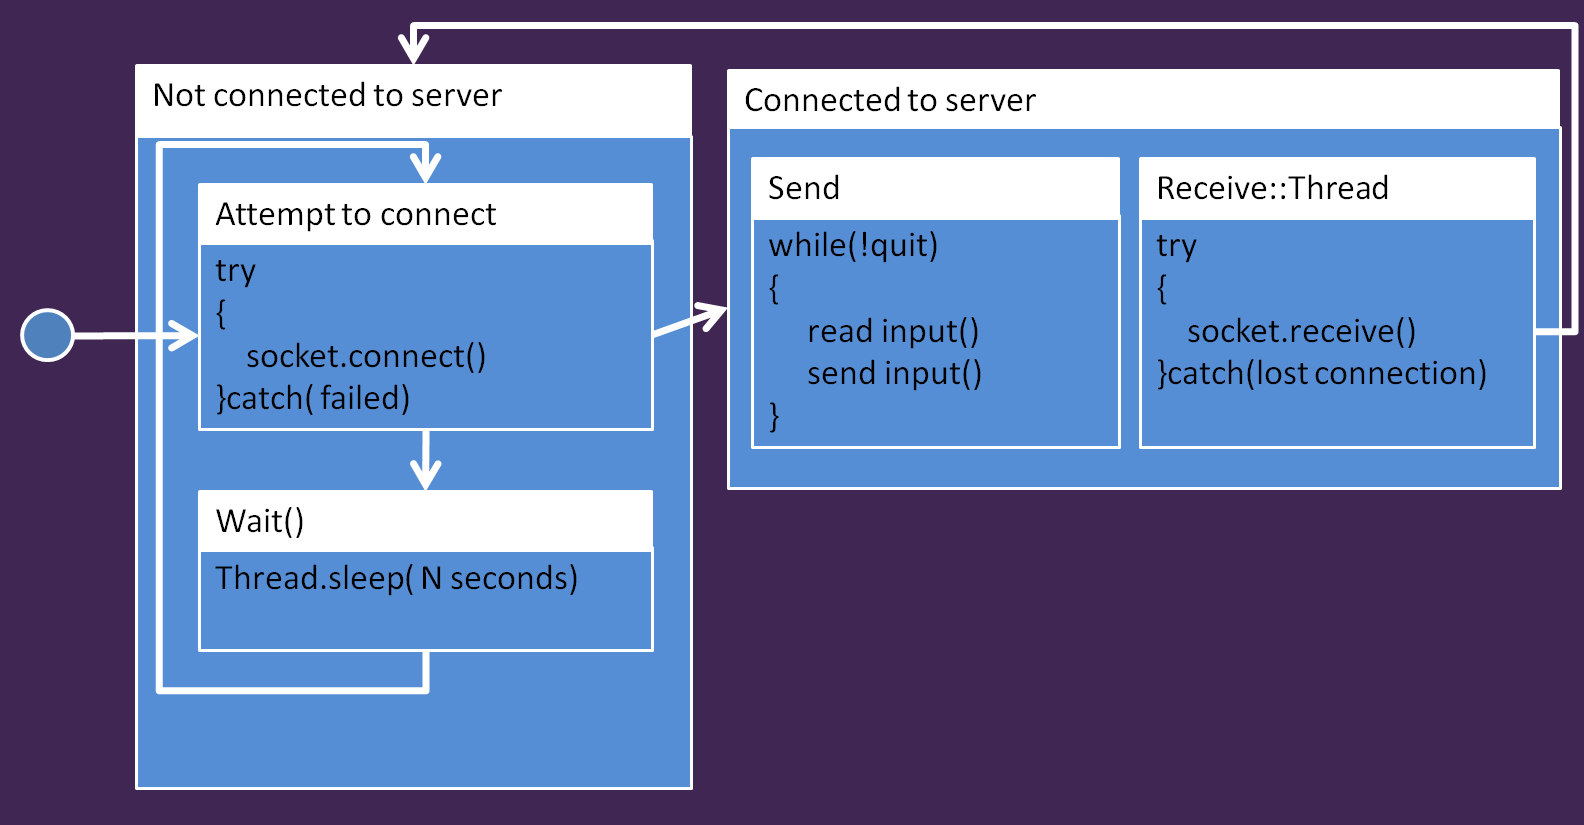 Not connected to server
Attempt to connect
try
{
socket.connect()
}catch( failed)
Wait()
Thread.sleep( N seconds)
Connected to server
Send
while(!quit)
{
read input()
send input()
}
Receive::Thread
try
{
socket.receive()
}catch(lost connection)